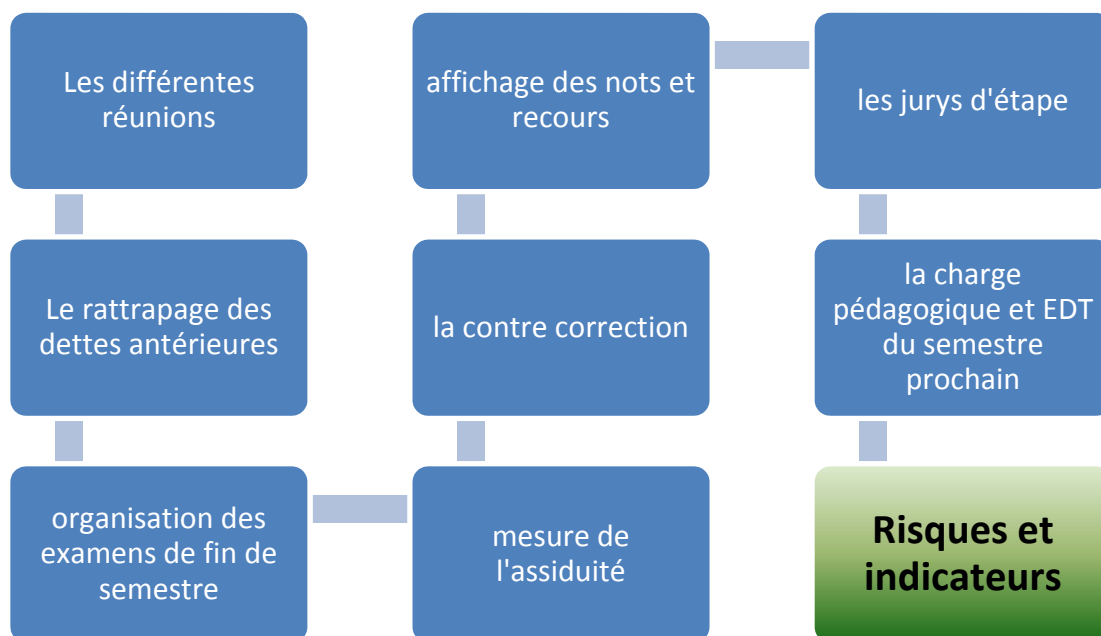 Les différentes
réunions
Le rattrapage des
dettes antérieures
organisation des
examens de fin de
semestre
mesure de
l'assiduité
la contre correction
affichage des nots et
recours
les jurys d'étape
la charge
pédagogique et EDT
du semestre
prochain
Risques et
indicateurs